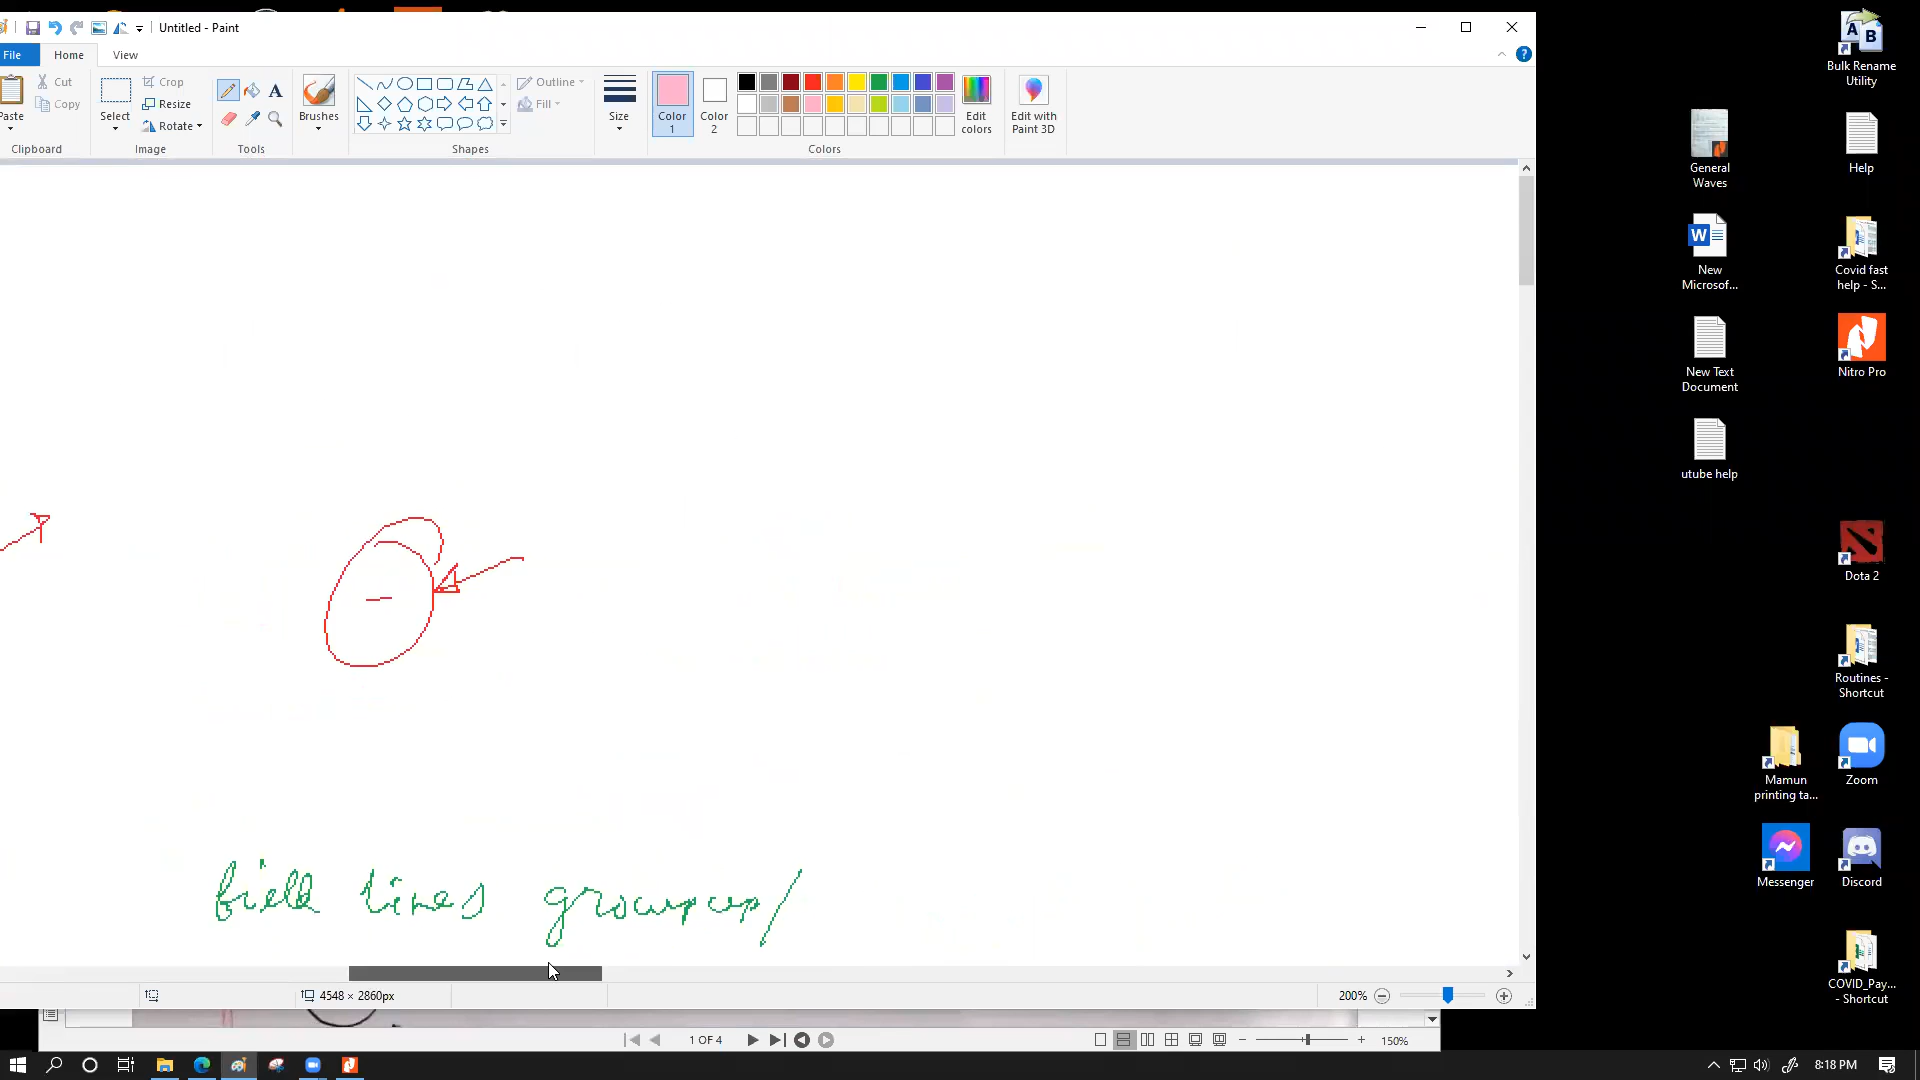 Untitled - Paint
File
Home
View
Paste
Cut
Copy
Clipboard
Select
Crop
Resize
Rotate
Image
A
Tools
Brushes
Shapes
Outline
Fill
Size
Color 1
Color 2
Edit colors
Colors
Edit with Paint 3D
field lines
4548 × 2860px
200%
1 OF 4
150%
Bulk Rename Utility
General Waves
Help
New Microsof...
Covid fast help - S...
New Text Document
Nitro Pro
utube help
Dota 2
Routines - Shortcut
Mamun printing ta...
Zoom
Messenger
Discord
COVID_Pay... - Shortcut
8:18 PM